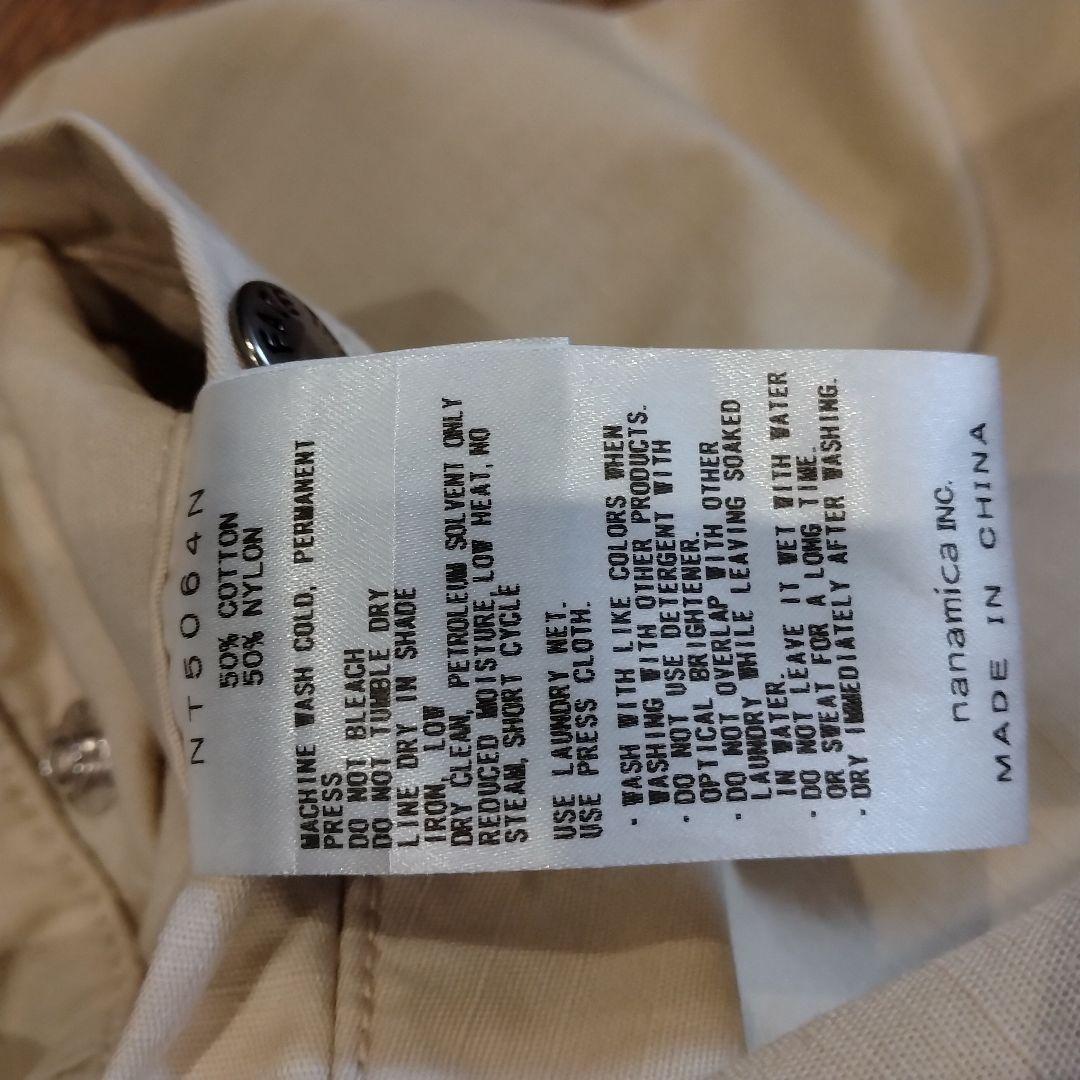 NT5064N
50% COTTON
50% NYLON
MACHINE WASH COLD, PERMAMENT
PRESS
DO NOT BLEACH
DO NOT TUMBLE DRY
LINE DRY IN SHADE
IRON, LOW
DRY CLEAN, PETROLEUM SOLVENT ONLY
REDUCED MOISTURE, LOW HEAT, NO
STEAM, SHORT CYCLE
USE LAUNDRY NET.
USE PRESS CLOTH.
· WASH WITH LIKE COLORS WHEN
WASHING WITH OTHER PRODUCTS.
· DO NOT USE DETERGENT WITH
OPTICAL BRIGHTENER.
· DO NOT OVERLAP WITH OTHER
LAUNDRY WHILE LEAVING SOAKED
IN WATER.
· DO NOT LEAVE IT WET WITH WATER
OR SWEAT FOR A LONG TIME.
· DRY IMMEDIATELY AFTER WASHING.
nanamica INC.
MADE IN CHINA